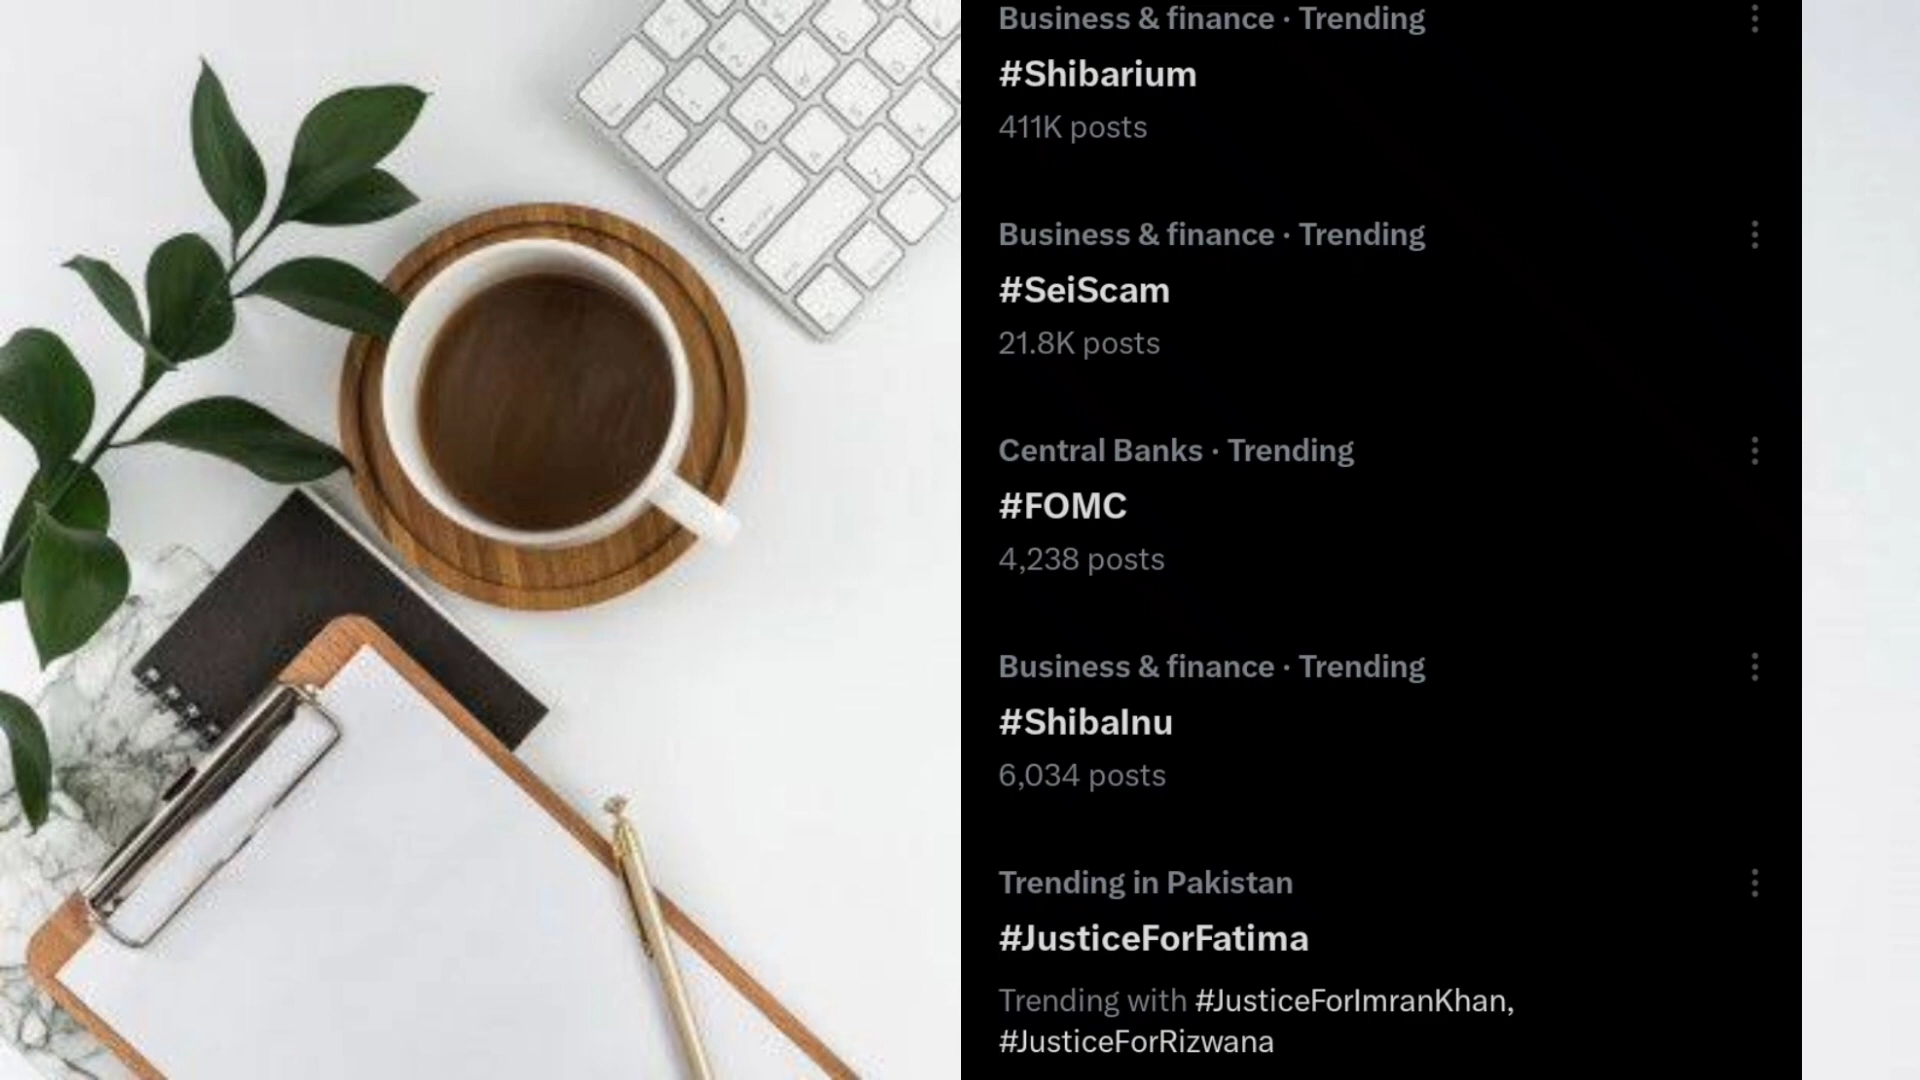 Business & finance · Trending
#Shibarium
411K posts
Business & finance · Trending
#SeiScam
21.8K posts
Central Banks · Trending
#FOMC
4,238 posts
Business & finance · Trending
#ShibaInu
6,034 posts
Trending in Pakistan
#JusticeForFatima
Trending with #JusticeForImranKhan,
#JusticeForRizwana